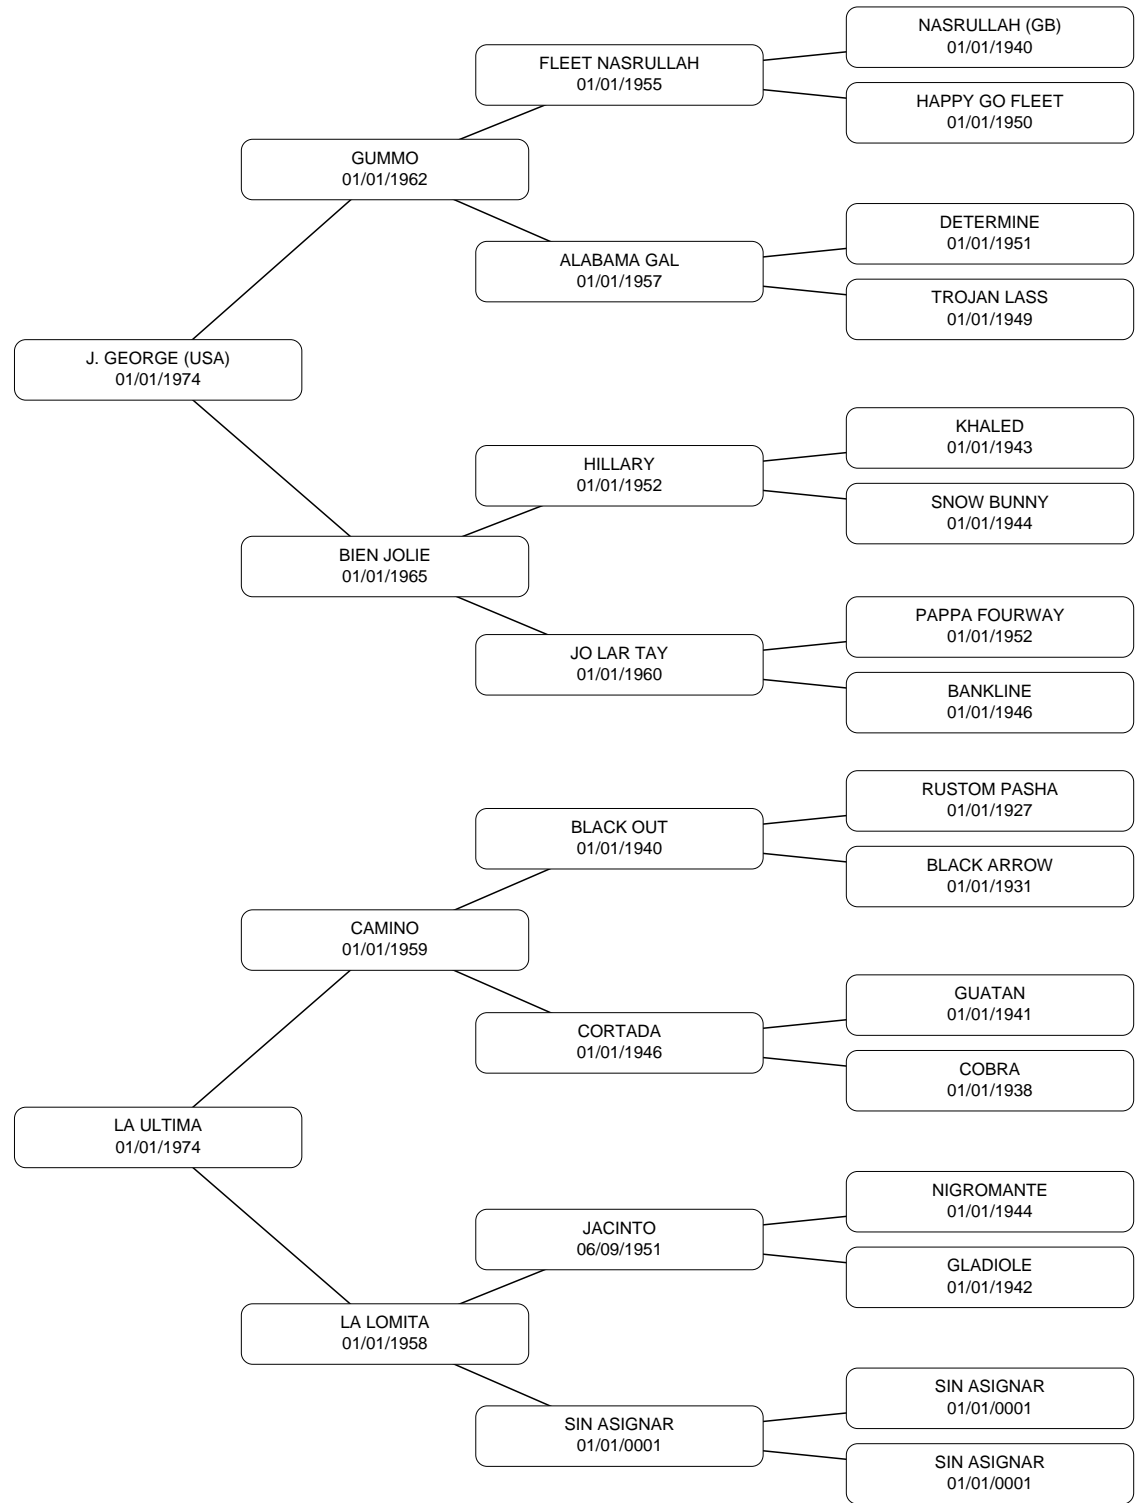 NASRULLAH (GB)
01/01/1940
FLEET NASRULLAH
01/01/1955
HAPPY GO FLEET
01/01/1950
GUMMO
01/01/1962
DETERMINE
01/01/1951
ALABAMA GAL
01/01/1957
TROJAN LASS
01/01/1949
J. GEORGE (USA)
01/01/1974
KHALED
01/01/1943
HILLARY
01/01/1952
SNOW BUNNY
01/01/1944
BIEN JOLIE
01/01/1965
PAPPA FOURWAY
01/01/1952
JO LAR TAY
01/01/1960
BANKLINE
01/01/1946
RUSTOM PASHA
01/01/1927
BLACK OUT
01/01/1940
BLACK ARROW
01/01/1931
CAMINO
01/01/1959
GUATAN
01/01/1941
CORTADA
01/01/1946
COBRA
01/01/1938
LA ULTIMA
01/01/1974
NIGROMANTE
01/01/1944
JACINTO
06/09/1951
GLADIOLE
01/01/1942
LA LOMITA
01/01/1958
SIN ASIGNAR
01/01/0001
SIN ASIGNAR
01/01/0001
SIN ASIGNAR
01/01/0001